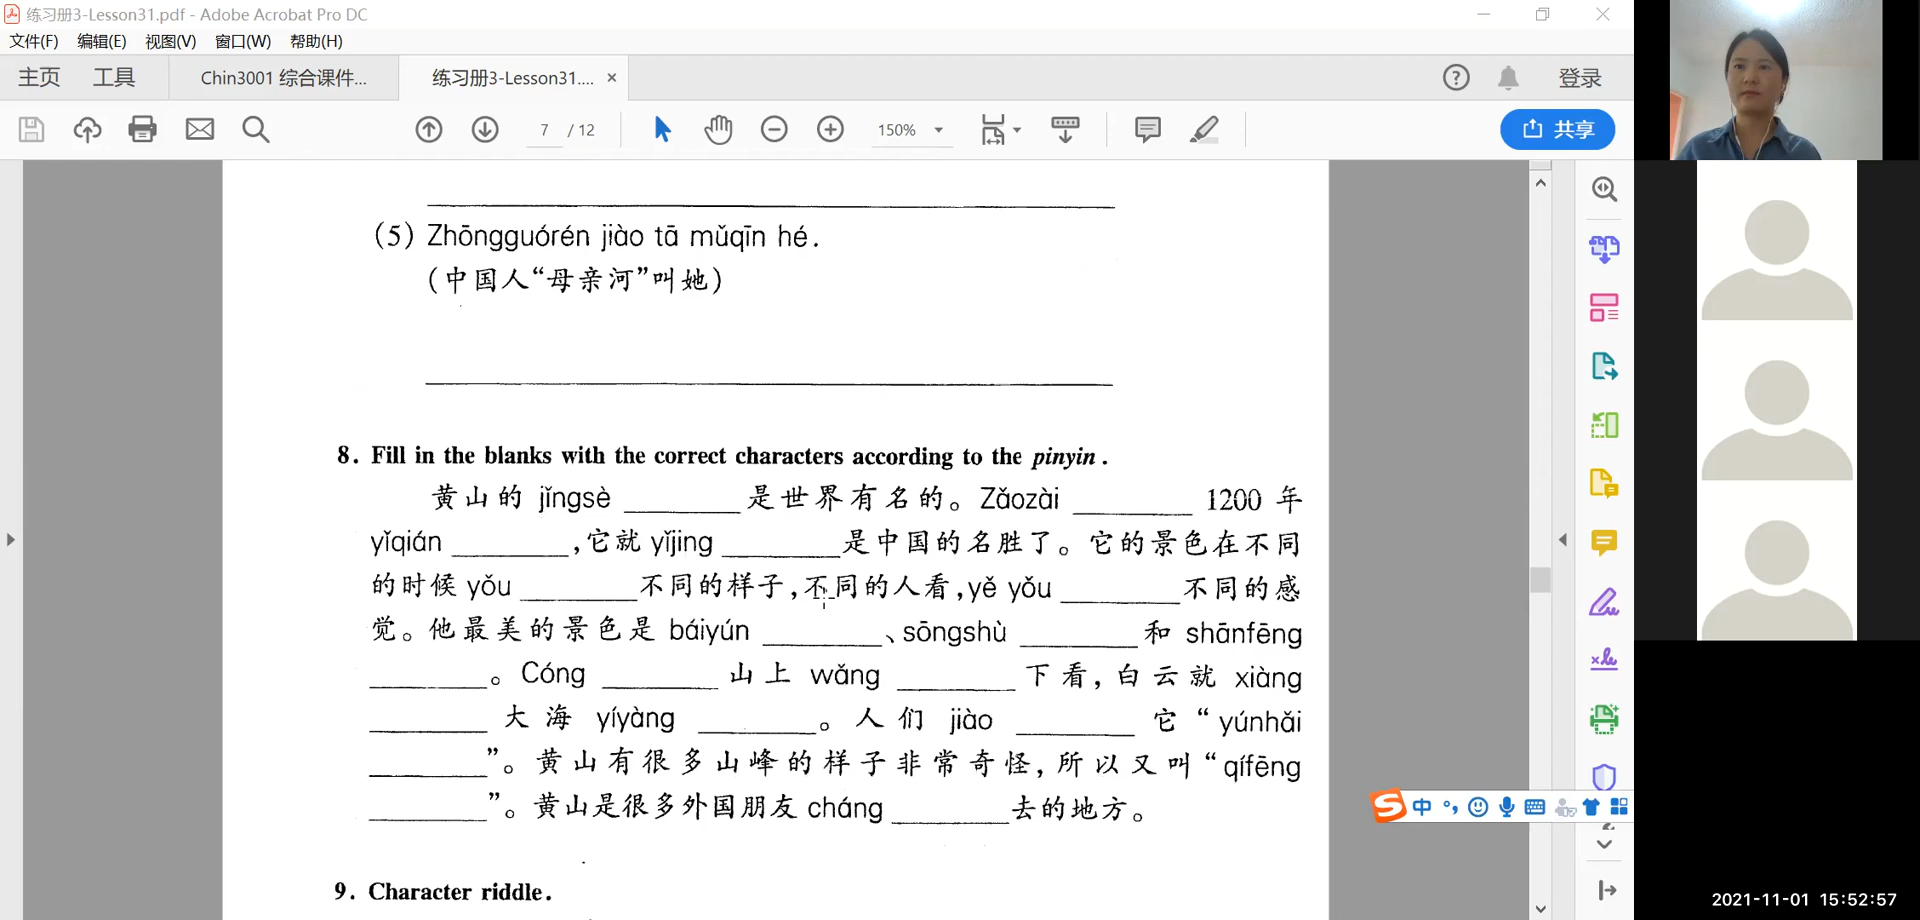 练习册3-Lesson31.pdf - Adobe Acrobat Pro DC
文件(F) 编辑(E) 视图(V) 窗口(W) 帮助(H)
主页 工具 Chin3001 综合课件... 练习册3-Lesson31.... × 登录
7 / 12 150% 共享
(5) Zhōngguórén jiào tā mǔqīn hé.
(中国人“母亲河”叫她)
8. Fill in the blanks with the correct characters according to the pinyin.
黄山的 jǐngsè ________ 是世界有名的。Zǎozài ________ 1200 年
yǐqián ________ ,它就 yǐjing ________ 是中国的名胜了。它的景色在不同
的时候 yǒu ________ 不同的样子,不同的人看,yě yǒu ________ 不同的感
觉。他最美的景色是 báiyún ________ 、sōngshù ________ 和 shānfēng
________ 。Cóng ________ 山上 wǎng ________ 下看,白云就 xiàng
________ 大海 yíyàng ________ 。人们 jiào ________ 它“yúnhǎi
________ ”。黄山有很多山峰的样子非常奇怪,所以又叫“qífēng
________ ”。黄山是很多外国朋友 cháng ________ 去的地方。
中
9. Character riddle.
2021-11-01 15:52:57